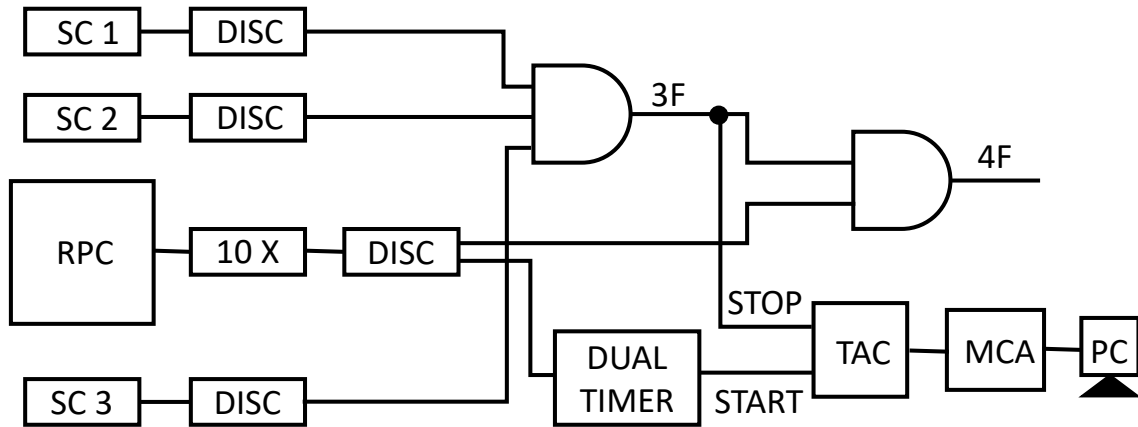 SC 1
DISC
SC 2
DISC
3F
4F
RPC
10 X
DISC
STOP
DUAL
TIMER
START
TAC
MCA
PC
SC 3
DISC